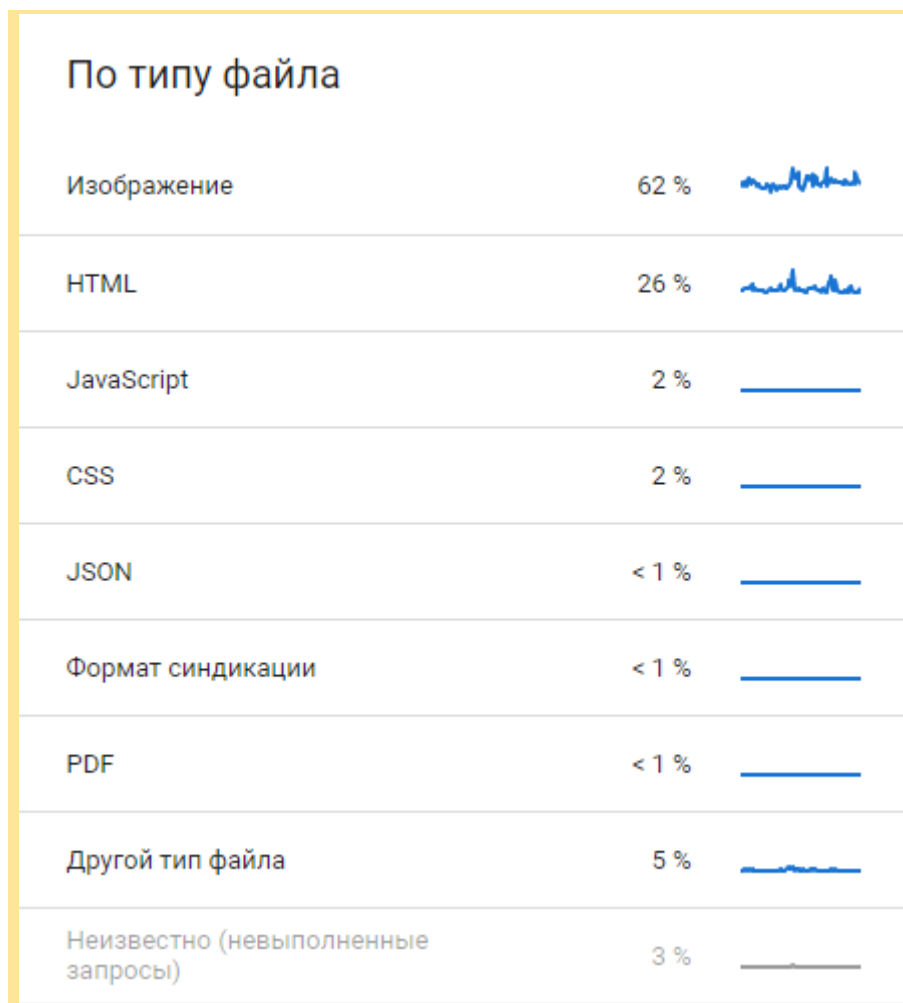 По типу файла
Изображение 62 %
HTML 26 %
JavaScript 2 %
CSS 2 %
JSON < 1 %
Формат синдикации < 1 %
PDF < 1 %
Другой тип файла 5 %
Неизвестно (невыполненные
запросы) 3 %